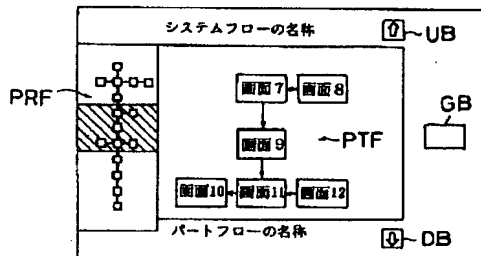 システムフローの名称
UB
PRF
画面7
画面8
GB
画面9
PTF
画面10
画面11
画面12
パートフローの名称
DB